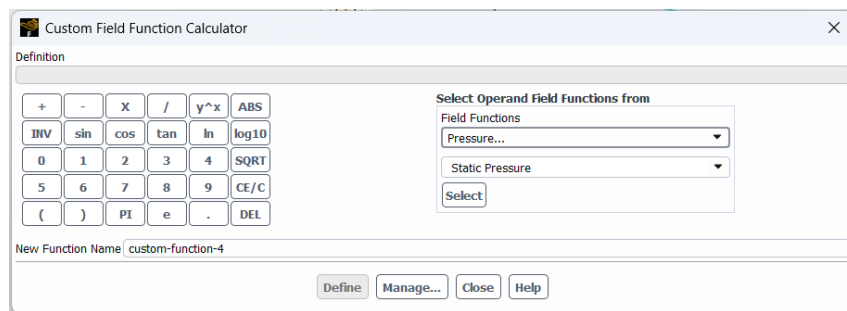 Custom Field Function Calculator
Definition
+ - X / y^x ABS
INV sin cos tan ln log10
0 1 2 3 4 SQRT
5 6 7 8 9 CE/C
( ) PI e . DEL
Select Operand Field Functions from
Field Functions
Pressure...
Static Pressure
Select
New Function Name custom-function-4
Define Manage... Close Help